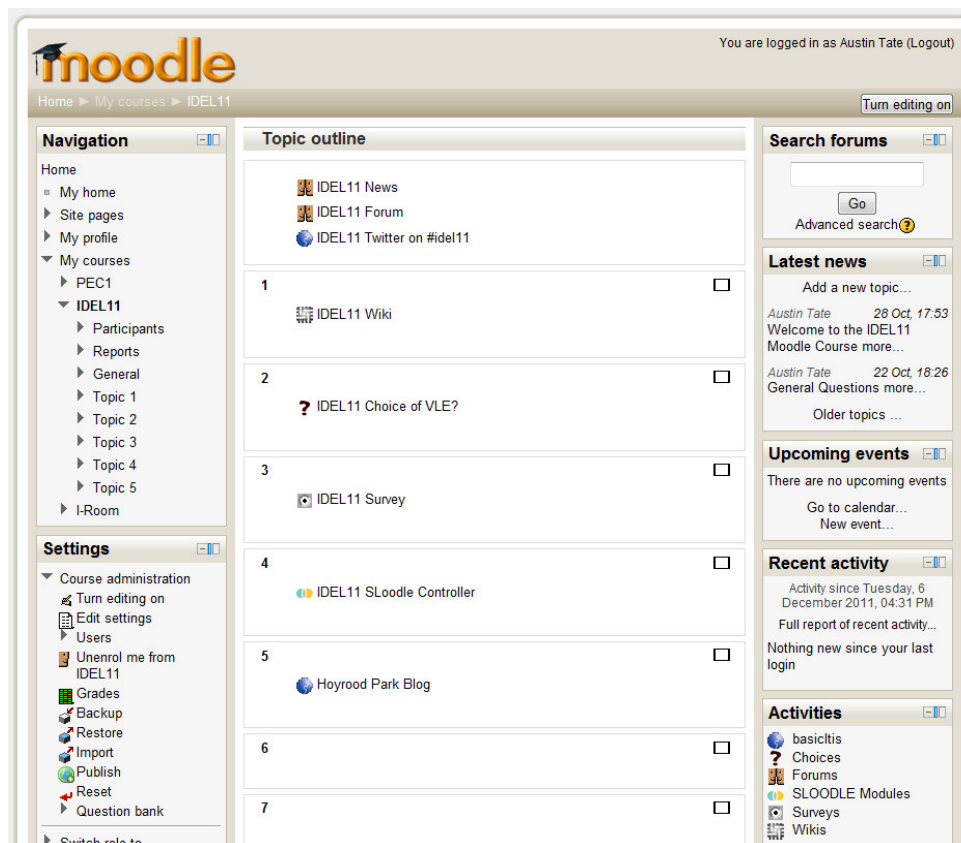 moodle
You are logged in as Austin Tate (Logout)
Home ► My courses ► IDEL11
Turn editing on
Navigation
Home
My home
Site pages
My profile
My courses
PEC1
IDEL11
Participants
Reports
General
Topic 1
Topic 2
Topic 3
Topic 4
Topic 5
I-Room
Settings
Course administration
Turn editing on
Edit settings
Users
Unenrol me from
IDEL11
Grades
Backup
Restore
Import
Publish
Reset
Question bank
Switch role to
Topic outline
IDEL11 News
IDEL11 Forum
IDEL11 Twitter on #idel11
1
IDEL11 Wiki
2
IDEL11 Choice of VLE?
3
IDEL11 Survey
4
IDEL11 SLoodle Controller
5
Hoyrood Park Blog
6
7
Search forums
Go
Advanced search
Latest news
Add a new topic...
Austin Tate 28 Oct, 17:53
Welcome to the IDEL11
Moodle Course more...
Austin Tate 22 Oct, 18:26
General Questions more...
Older topics ...
Upcoming events
There are no upcoming events
Go to calendar...
New event...
Recent activity
Activity since Tuesday, 6
December 2011, 04:31 PM
Full report of recent activity...
Nothing new since your last
login
Activities
basicltis
Choices
Forums
SLOODLE Modules
Surveys
Wikis